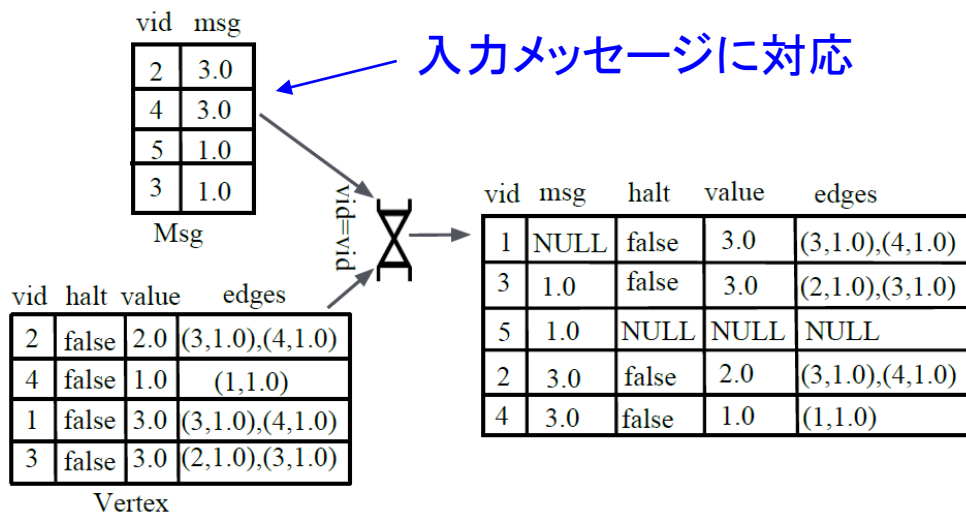 vid msg
2 3.0
4 3.0
5 1.0
3 1.0
Msg
入力メッセージに対応
vid=vid
vid halt value edges
2 false 2.0 (3,1.0),(4,1.0)
4 false 1.0 (1,1.0)
1 false 3.0 (3,1.0),(4,1.0)
3 false 3.0 (2,1.0),(3,1.0)
Vertex
vid msg halt value edges
1 NULL false 3.0 (3,1.0),(4,1.0)
3 1.0 false 3.0 (2,1.0),(3,1.0)
5 1.0 NULL NULL NULL
2 3.0 false 2.0 (3,1.0),(4,1.0)
4 3.0 false 1.0 (1,1.0)